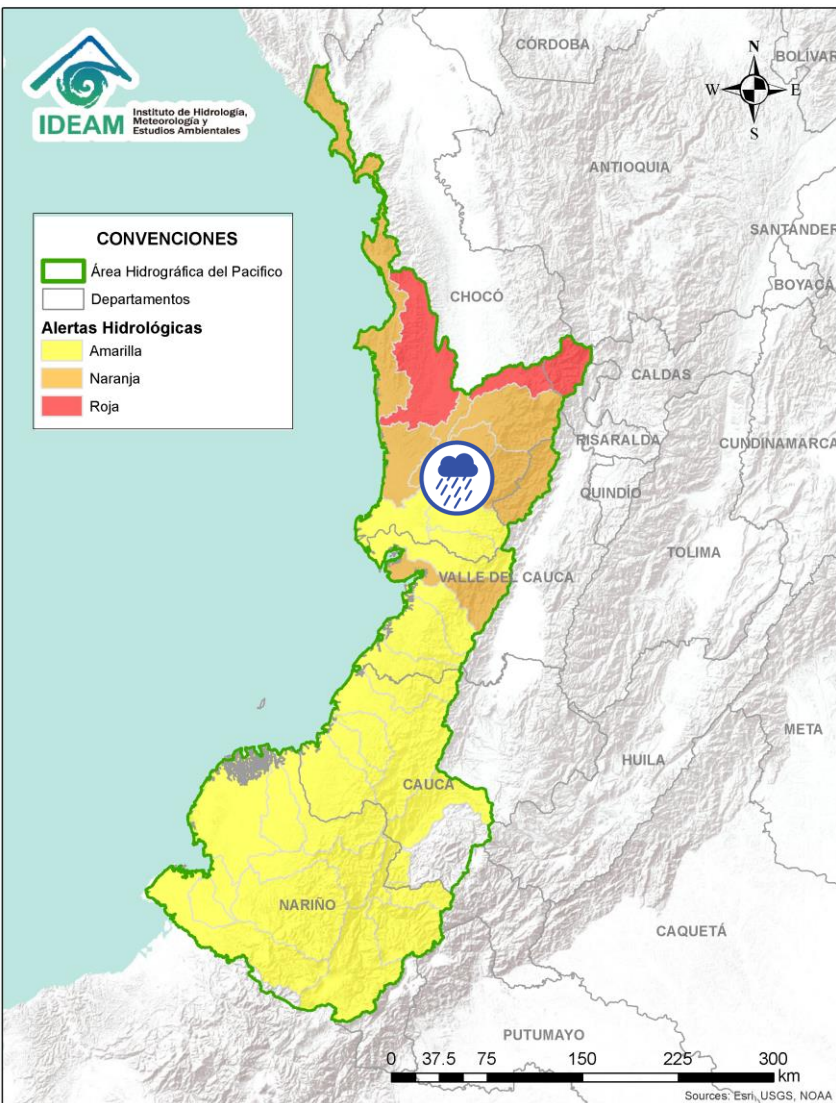 IDEAM
Instituto de Hidrología,
Meteorología y
Estudios Ambientales
N
W
E
S
CONVENCIONES
Área Hidrográfica del Pacifico
Departamentos
Alertas Hidrológicas
Amarilla
Naranja
Roja
CÓRDOBA
BOLÍVAR
ANTIOQUIA
SANTANDER
BOYACÁ
CHOCÓ
CALDAS
RISARALDA
CUNDINAMARCA
QUINDÍO
TOLIMA
VALLE DEL CAUCA
META
HUILA
CAUCA
NARIÑO
CAQUETÁ
PUTUMAYO
0 37.5 75 150 225 300
km
Sources: Esri, USGS, NOAA